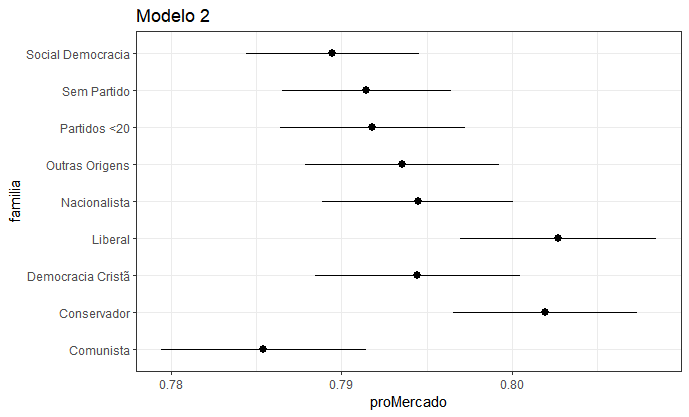 Modelo 2
familia
Social Democracia
Sem Partido
Partidos <20
Outras Origens
Nacionalista
Liberal
Democracia Cristã
Conservador
Comunista
0.78 0.79 0.80
proMercado